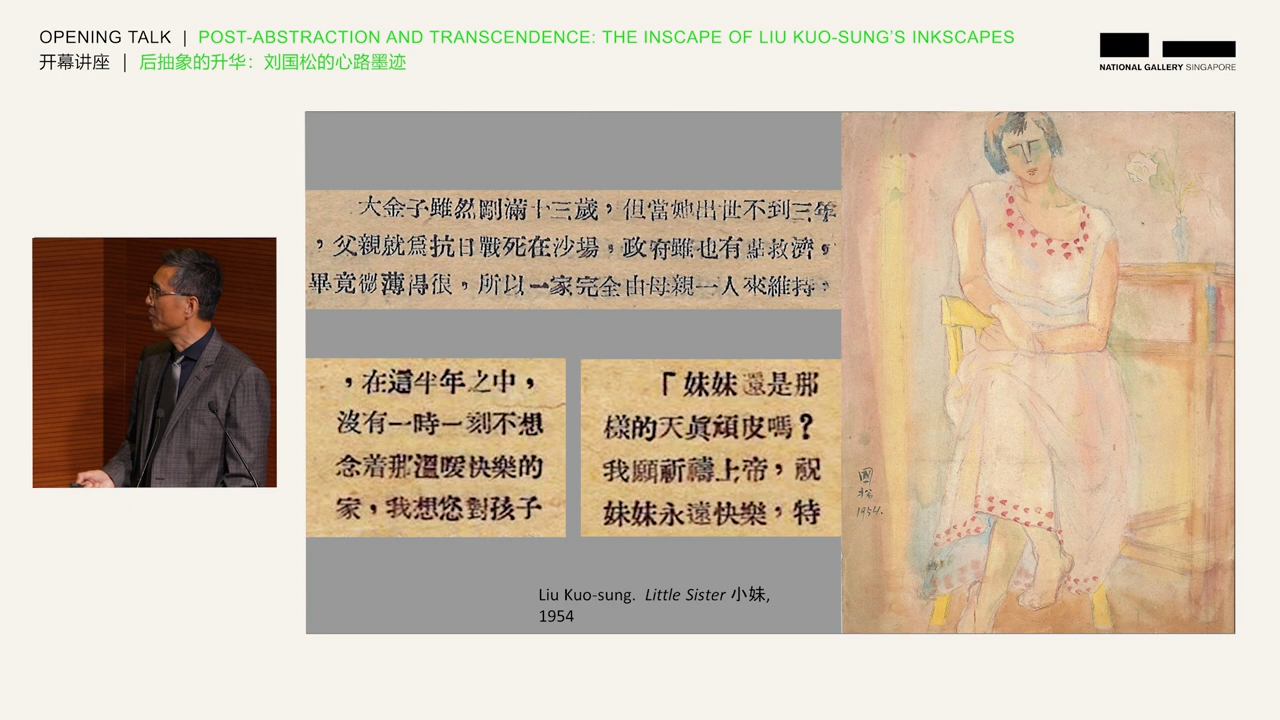 OPENING TALK | POST-ABSTRACTION AND TRANSCENDENCE: THE INSCAPE OF LIU KUO-SUNG'S INKSCAPES
开幕讲座 | 后抽象的升华：刘国松的心路墨迹
NATIONAL GALLERY SINGAPORE
大金子雖然剛滿十三歲，但當她出世不到三年
，父親就爲抗日戰死在沙場，政府雖也有點救濟，
畢竟微薄得很，所以一家完全由母親一人來維持。
，在這半年之中，
沒有一時一刻不想
念着那溫暖快樂的
家，我想您對孩子
「妹妹還是那
樣的天眞頑皮嗎？
我願祈禱上帝，祝
妹妹永遠快樂，特
國
松
1954.
Liu Kuo-sung. Little Sister 小妹,
1954